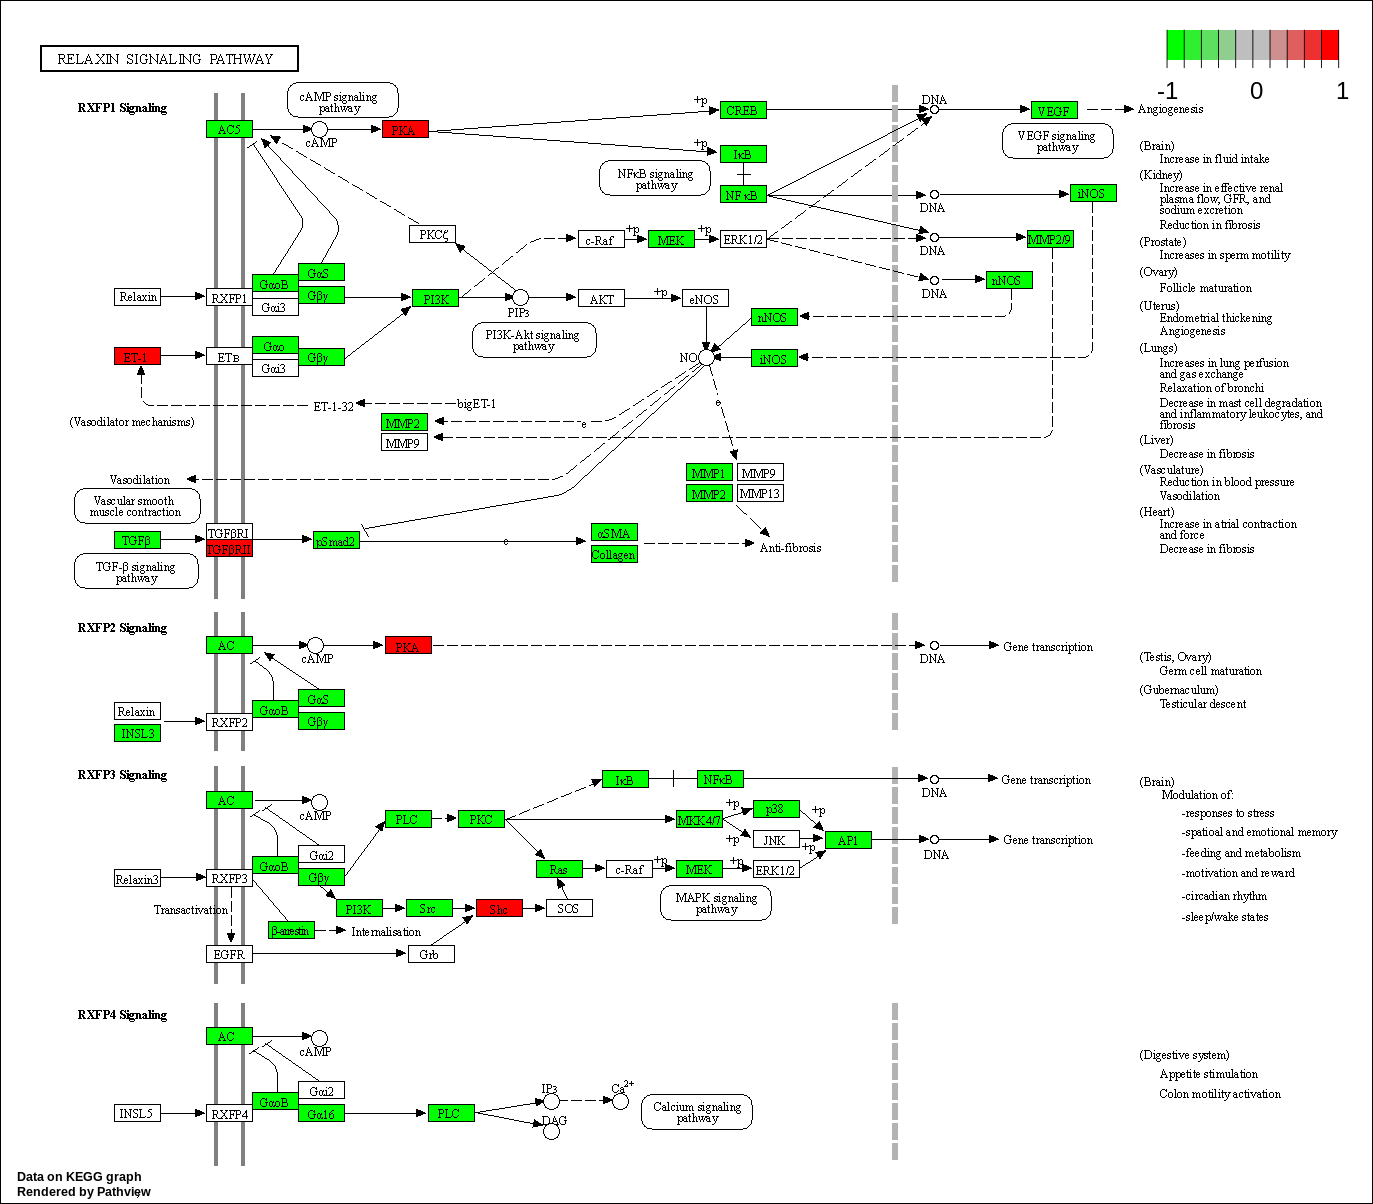 RELAXIN SIGNALING PATHWAY
-1
0
1
RXFP1 Signaling
cAMP signaling
pathway
AC5
cAMP
PKA
+p
CREB
DNA
VEGF
Angiogenesis
VEGF signaling
pathway
+p
IκB
NFκB signaling
pathway
NFκB
DNA
iNOS
PKCζ
c-Raf
+p
MEK
+p
ERK1/2
DNA
MMP2/9
DNA
nNOS
Relaxin
RXFP1
GαoB
GαS
Gβγ
Gαi3
PI3K
PIP3
AKT
+p
eNOS
PI3K-Akt signaling
pathway
nNOS
ET-1
ETB
Gαo
Gβγ
Gαi3
NO
iNOS
ET-1-32
bigET-1
e
(Vasodilator mechanisms)
MMP2
MMP9
e
Vasodilation
MMP1
MMP9
MMP2
MMP13
Vascular smooth
muscle contraction
TGFβ
TGFβRI
TGFβRII
pSmad2
e
αSMA
Collagen
Anti-fibrosis
TGF-β signaling
pathway
(Brain)
Increase in fluid intake
(Kidney)
Increase in effective renal
plasma flow, GFR, and
sodium excretion
Reduction in fibrosis
(Prostate)
Increases in sperm motility
(Ovary)
Follicle maturation
(Uterus)
Endometrial thickening
Angiogenesis
(Lungs)
Increases in lung perfusion
and gas exchange
Relaxation of bronchi
Decrease in mast cell degradation
and inflammatory leukocytes, and
fibrosis
(Liver)
Decrease in fibrosis
(Vasculature)
Reduction in blood pressure
Vasodilation
(Heart)
Increase in atrial contraction
and force
Decrease in fibrosis
RXFP2 Signaling
AC
cAMP
PKA
DNA
Gene transcription
GαS
GαoB
Gβγ
Relaxin
INSL3
RXFP2
(Testis, Ovary)
Germ cell maturation
(Gubernaculum)
Testicular descent
RXFP3 Signaling
AC
cAMP
IκB
NFκB
DNA
Gene transcription
PLC
PKC
MKK4/7
+p
p38
+p
+p
JNK
+p
AP1
DNA
Gene transcription
Gαi2
GαoB
Gβγ
Relaxin3
RXFP3
Ras
c-Raf
+p
MEK
+p
ERK1/2
MAPK signaling
pathway
Transactivation
PI3K
Src
Shc
SOS
β-arrestin
Internalisation
EGFR
Grb
(Brain)
Modulation of:
-responses to stress
-spatioal and emotional memory
-feeding and metabolism
-motivation and reward
-circadian rhythm
-sleep/wake states
RXFP4 Signaling
AC
cAMP
Gαi2
GαoB
Gα16
INSL5
RXFP4
PLC
IP3
Ca2+
DAG
Calcium signaling
pathway
(Digestive system)
Appetite stimulation
Colon motility activation
Data on KEGG graph
Rendered by Pathview